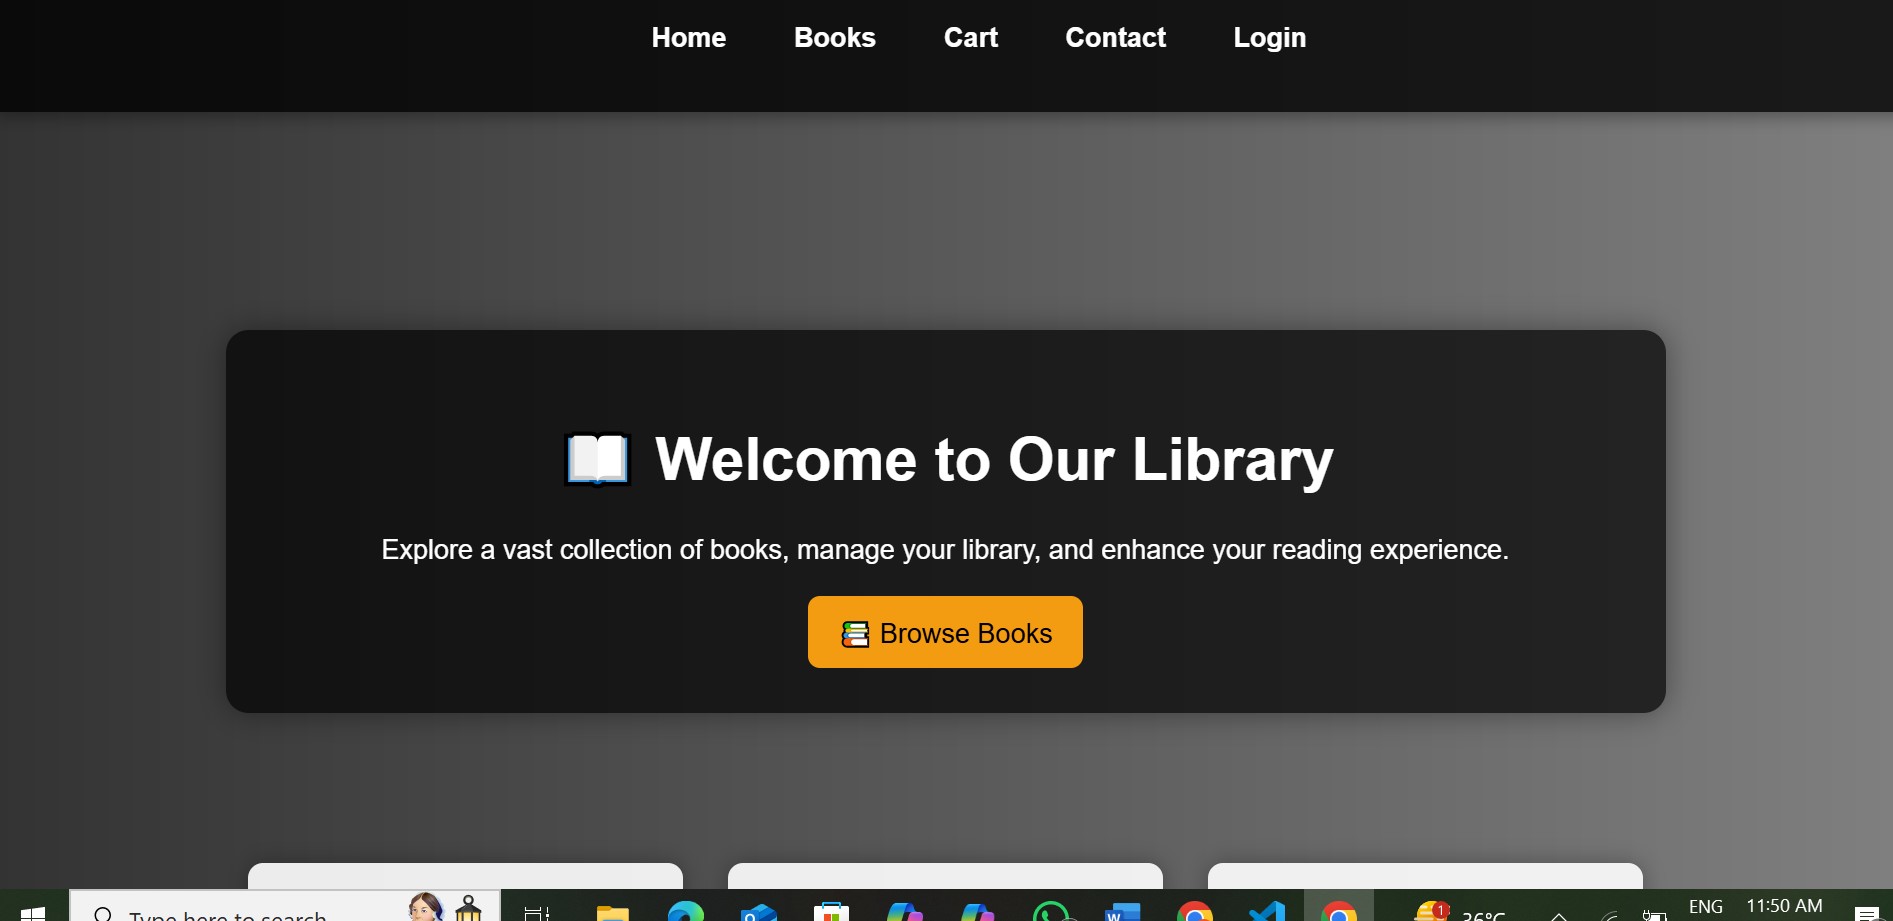 Home Books Cart Contact Login
Welcome to Our Library
Explore a vast collection of books, manage your library, and enhance your reading experience.
Browse Books
Type here to search
1
36°C
ENG
11:50 AM